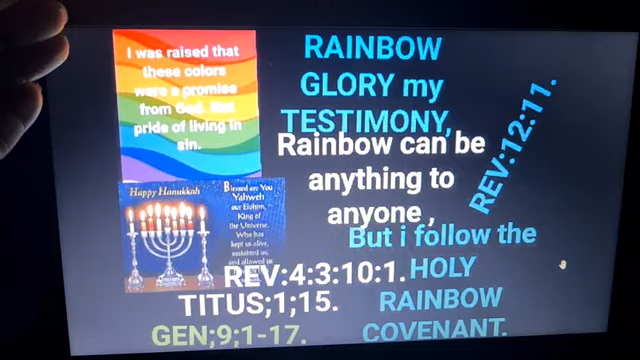 I was raised that
these colors
were a promise
from God. Not
pride of living in
sin.
RAINBOW
GLORY my
TESTIMONY,
Rainbow can be
anything to
anyone ,
REV:12:11.
But i follow the
HOLY
RAINBOW
COVENANT.
Happy Hanukkah
Blessed are You
Yahweh
our Elohim,
King of
the Universe,
Who has
kept us alive,
sustained us,
and allowed us
REV:4:3:10:1.
TITUS;1;15.
GEN;9;1-17.